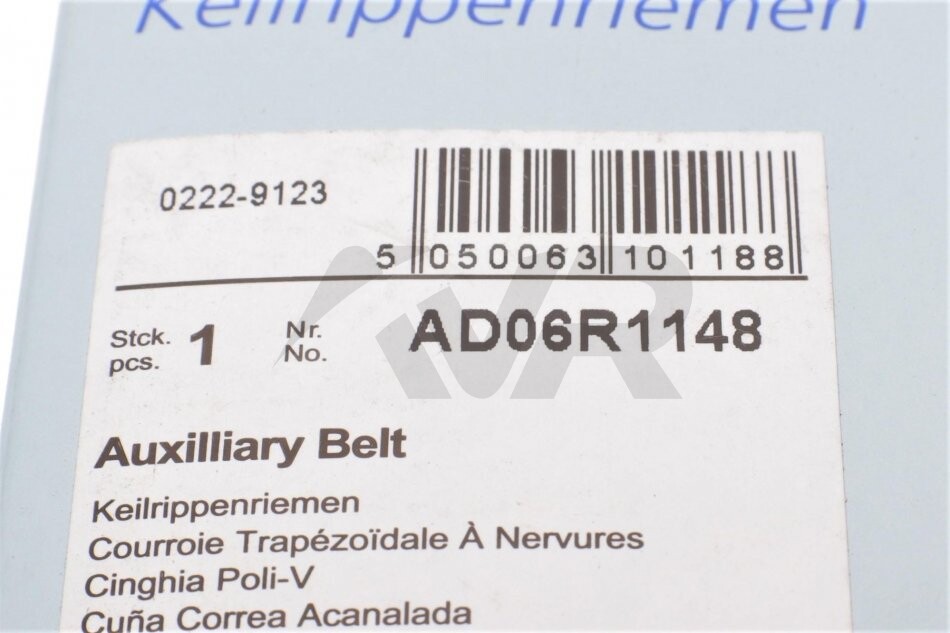 Keilrippenriemen
0222-9123
5 050063 101188
Stck. 1 Nr. AD06R1148
pcs. No.
Auxilliary Belt
Keilrippenriemen
Courroie Trapézoïdale À Nervures
Cinghia Poli-V
Cuña Correa Acanalada